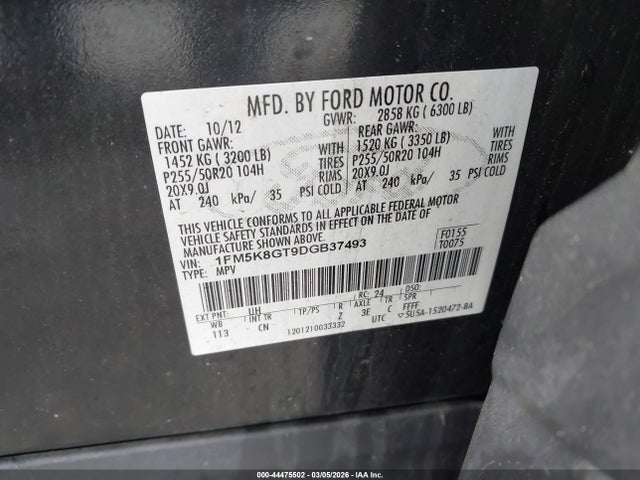 MFD. BY FORD MOTOR CO.
DATE: 10/12 GVWR: 2858 KG ( 6300 LB)
FRONT GAWR: WITH REAR GAWR: WITH
1452 KG ( 3200 LB) TIRES 1520 KG ( 3350 LB) TIRES
P255/50R20 104H RIMS P255/50R20 104H RIMS
20X9.0J 20X9.0J
AT 240 kPa/ 35 PSI COLD AT 240 kPa/ 35 PSI COLD
THIS VEHICLE CONFORMS TO ALL APPLICABLE FEDERAL MOTOR
VEHICLE SAFETY STANDARDS IN EFFECT ON THE DATE OF
MANUFACTURE SHOWN ABOVE.
VIN: 1FM5K8GT9DGB37493 F0155
TYPE: MPV T0075
EXT PNT: UH RC: 24 DSO:
WB INT TR TP/PS R AXLE TR SPR
113 CN Z 3E C FFFF
1201210033332 UTC 5U5A-1520472-BA
000-44475502 | 03/05/2026 | IAA Inc.